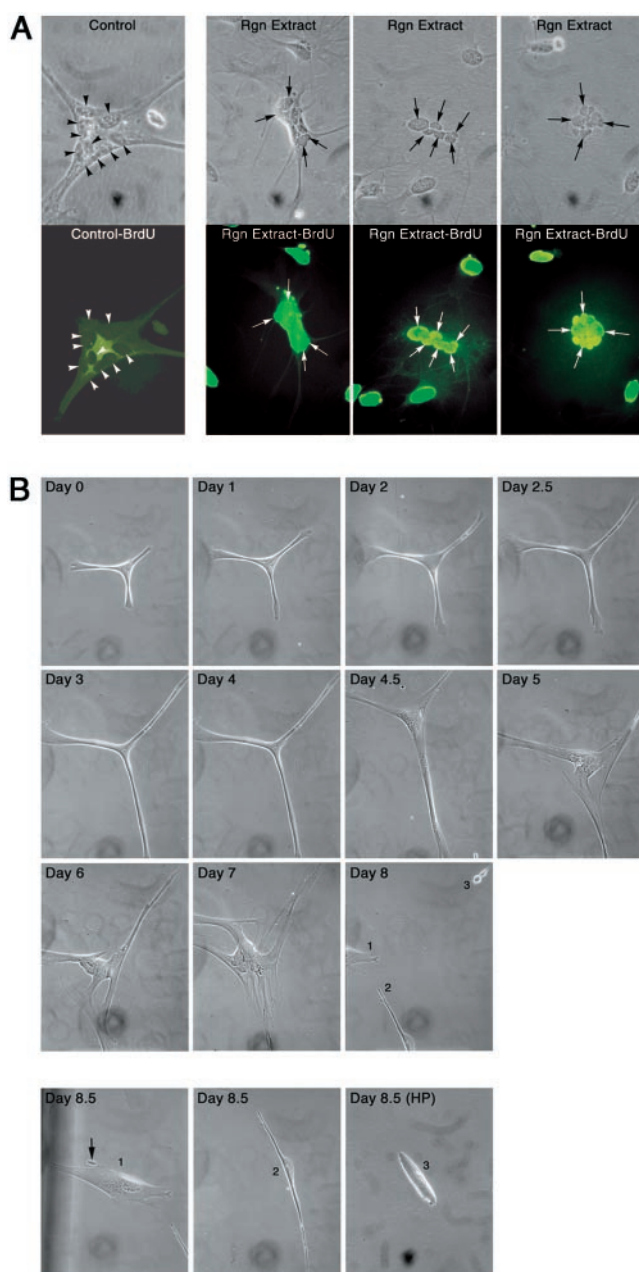 A
Control
Rgn Extract
Rgn Extract
Rgn Extract
Control-BrdU
Rgn Extract-BrdU
Rgn Extract-BrdU
Rgn Extract-BrdU
B
Day 0
Day 1
Day 2
Day 2.5
Day 3
Day 4
Day 4.5
Day 5
Day 6
Day 7
Day 8
3
1
2
Day 8.5
Day 8.5
Day 8.5 (HP)
1
2
3